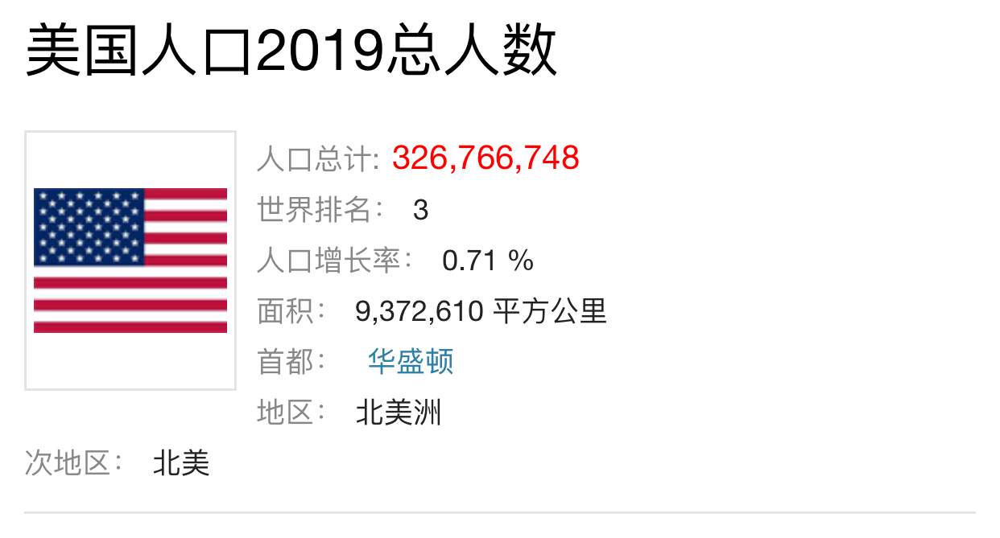 美国人口2019总人数
人口总计: 326,766,748
世界排名： 3
人口增长率： 0.71 %
面积： 9,372,610 平方公里
首都： 华盛顿
地区： 北美洲
次地区： 北美